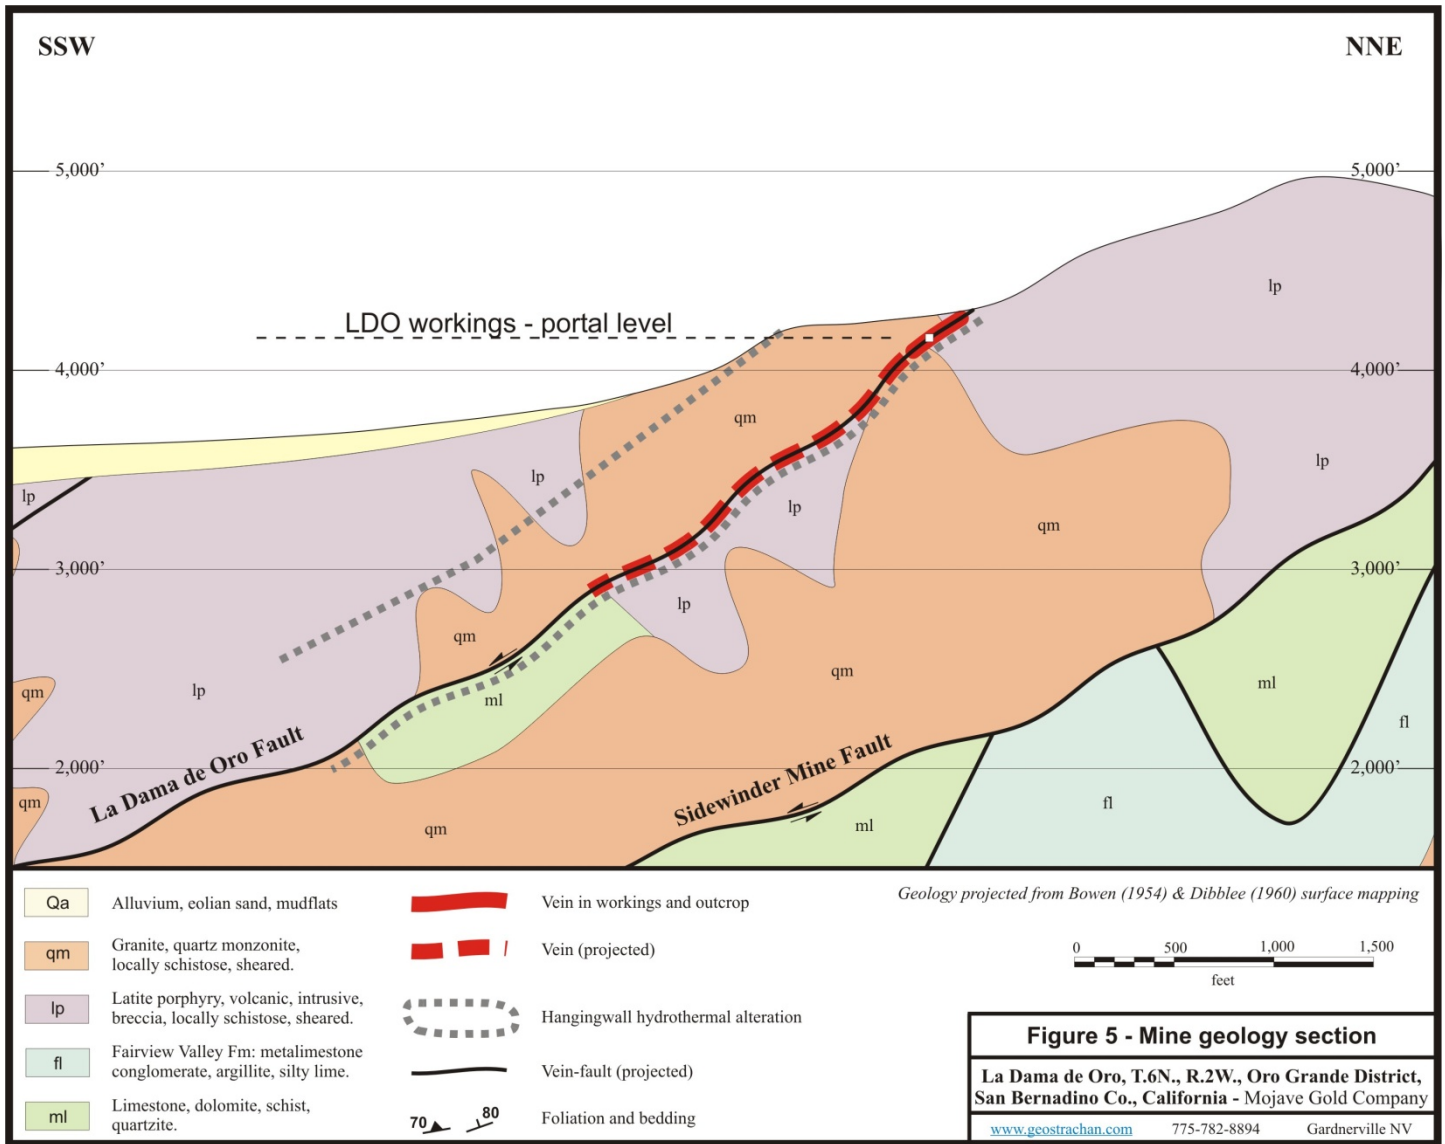 SSW
NNE
5,000’
5,000’
lp
LDO workings - portal level
4,000’
4,000’
qm
lp
lp
lp
lp
qm
3,000’
3,000’
lp
qm
qm
ml
lp
qm
ml
fl
La Dama de Oro Fault
Sidewinder Mine Fault
2,000’
2,000’
qm
fl
qm
ml
Qa
Alluvium, eolian sand, mudflats
qm
Granite, quartz monzonite,
locally schistose, sheared.
lp
Latite porphyry, volcanic, intrusive,
breccia, locally schistose, sheared.
fl
Fairview Valley Fm: metalimestone
conglomerate, argillite, silty lime.
ml
Limestone, dolomite, schist,
quartzite.
Vein in workings and outcrop
Vein (projected)
Hangingwall hydrothermal alteration
Vein-fault (projected)
70 80
Foliation and bedding
Geology projected from Bowen (1954) & Dibblee (1960) surface mapping
0 500 1,000 1,500
feet
Figure 5 - Mine geology section
La Dama de Oro, T.6N., R.2W., Oro Grande District,
San Bernadino Co., California - Mojave Gold Company
www.geostrachan.com 775-782-8894 Gardnerville NV